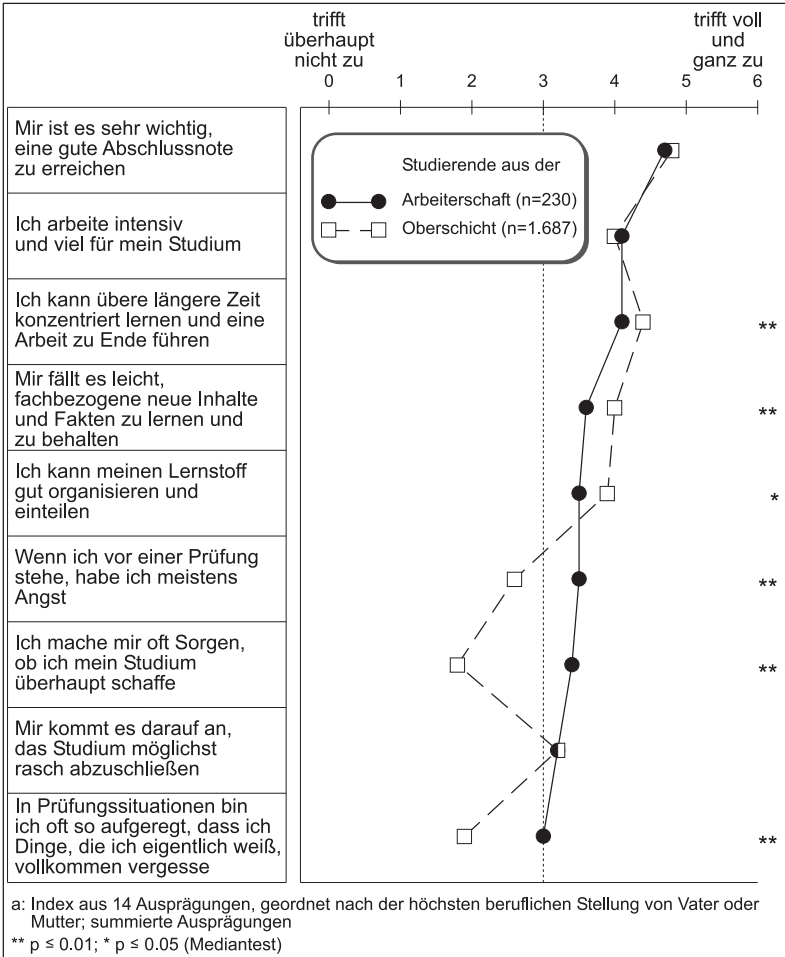 trifft
überhaupt
nicht zu
trifft voll
und
ganz zu
0 1 2 3 4 5 6
Studierende aus der
Arbeiterschaft (n=230)
Oberschicht (n=1.687)
Mir ist es sehr wichtig,
eine gute Abschlussnote
zu erreichen
Ich arbeite intensiv
und viel für mein Studium
Ich kann übere längere Zeit
konzentriert lernen und eine
Arbeit zu Ende führen
**
Mir fällt es leicht,
fachbezogene neue Inhalte
und Fakten zu lernen und
zu behalten
**
Ich kann meinen Lernstoff
gut organisieren und
einteilen
*
Wenn ich vor einer Prüfung
stehe, habe ich meistens
Angst
**
Ich mache mir oft Sorgen,
ob ich mein Studium
überhaupt schaffe
**
Mir kommt es darauf an,
das Studium möglichst
rasch abzuschließen
In Prüfungssituationen bin
ich oft so aufgeregt, dass ich
Dinge, die ich eigentlich weiß,
vollkommen vergesse
**
a: Index aus 14 Ausprägungen, geordnet nach der höchsten beruflichen Stellung von Vater oder
Mutter; summierte Ausprägungen
** p ≤ 0.01; * p ≤ 0.05 (Mediantest)